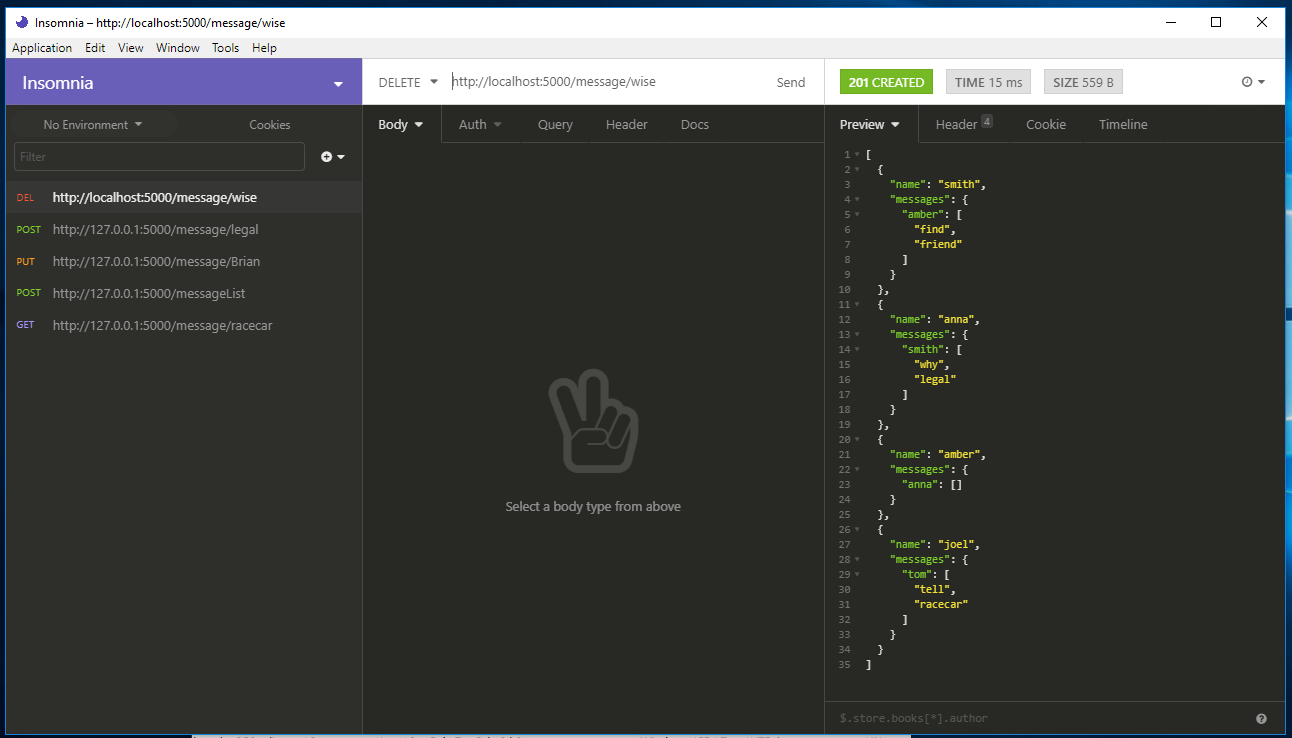 Insomnia – http://localhost:5000/message/wise
Application Edit View Window Tools Help
Insomnia
DELETE http://localhost:5000/message/wise Send
201 CREATED TIME 15 ms SIZE 559 B
No Environment Cookies
Filter
DEL http://localhost:5000/message/wise
POST http://127.0.0.1:5000/message/legal
PUT http://127.0.0.1:5000/message/Brian
POST http://127.0.0.1:5000/messageList
GET http://127.0.0.1:5000/message/racecar
Body Auth Query Header Docs
Select a body type from above
Preview Header 4 Cookie Timeline
1 [
2 {
3 "name": "smith",
4 "messages": {
5 "amber": [
6 "find",
7 "friend"
8 ]
9 }
10 },
11 {
12 "name": "anna",
13 "messages": {
14 "smith": [
15 "why",
16 "legal"
17 ]
18 }
19 },
20 {
21 "name": "amber",
22 "messages": {
23 "anna": []
24 }
25 },
26 {
27 "name": "joel",
28 "messages": {
29 "tom": [
30 "tell",
31 "racecar"
32 ]
33 }
34 }
35 ]
$.store.books[*].author